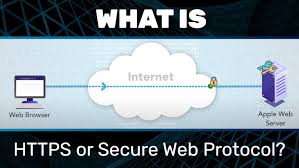 WHAT IS
Internet
Web Browser
Apple Web
Server
HTTPS or Secure Web Protocol?